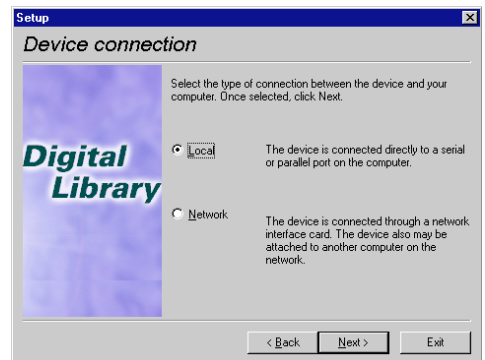 Setup
Device connection
Select the type of connection between the device and your
computer. Once selected, click Next.
Digital
Library
Local
The device is connected directly to a serial
or parallel port on the computer.
Network
The device is connected through a network
interface card. The device also may be
attached to another computer on the
network.
< Back
Next >
Exit